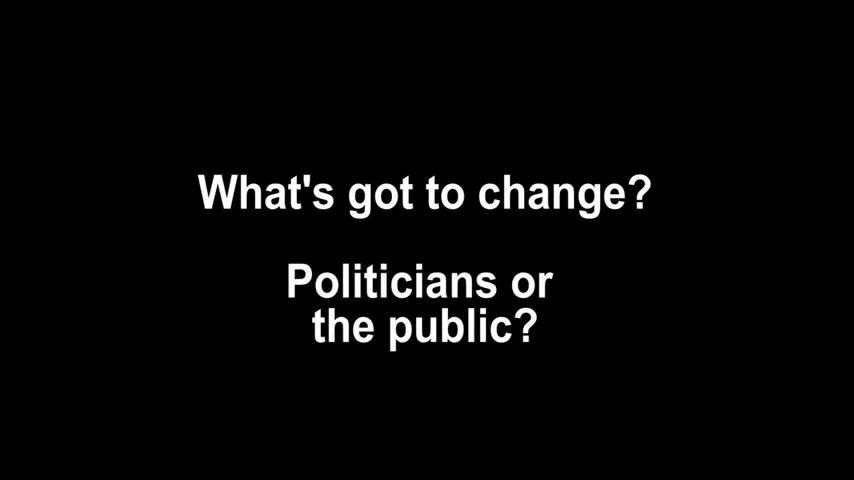 What's got to change?
Politicians or
the public?